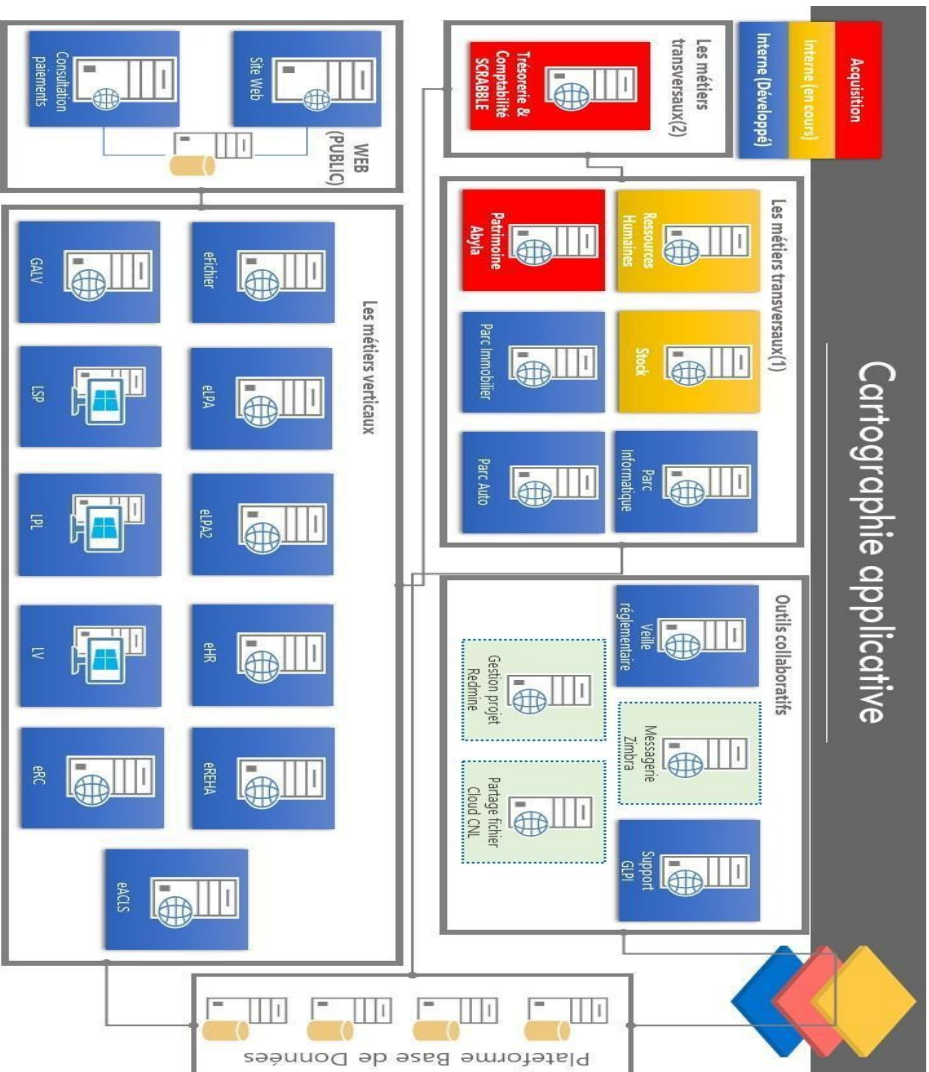 Cartographie applicative
Acquisition
Interne (en cours)
Interne (Développé)
Les métiers
transversaux(2)
Trésorerie &
Comptabilité
SCRABBLE
WEB
(PUBLIC)
Site Web
Consultation
paiements
Les métiers transversaux(1)
Ressources
Humaines
Stock
Parc
Informatique
Patrimoine
Abyla
Parc Immobilier
Parc Auto
Outils collaboratifs
Veille
réglementaire
Messagerie
Zimbra
Support
GLPI
Gestion projet
Redmine
Partage fichier
Cloud CNL
Les métiers verticaux
eFichier
eLPA
eLPA2
eHR
eREHA
eACLS
GALV
LSP
LPL
LV
eRC
Plateforme Base de Données